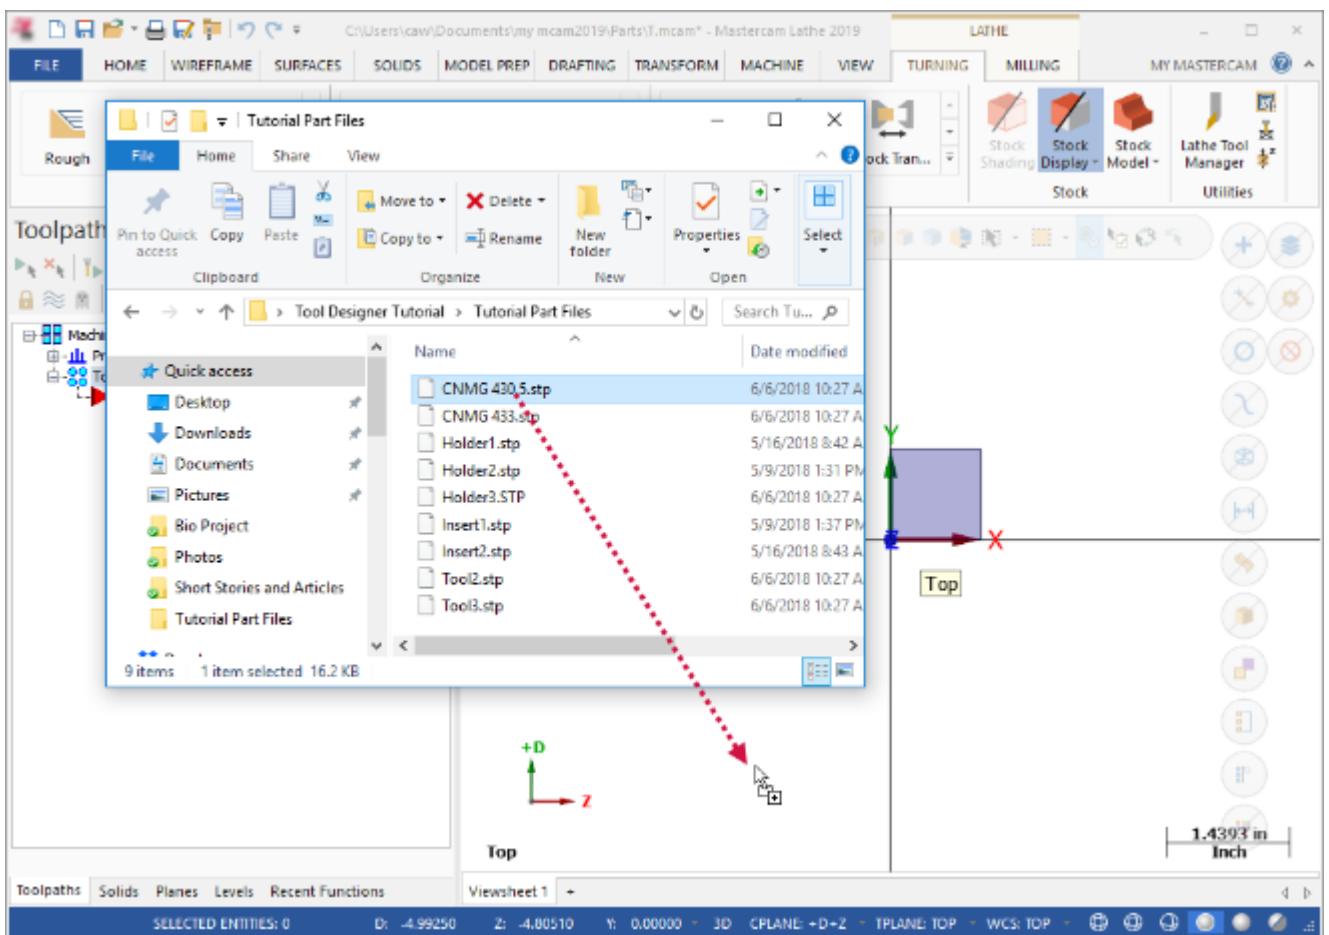 C:\Users\caw\Documents\my mcam2019\Parts\T.mcam* - Mastercam Lathe 2019
LATHE
FILE HOME WIREFRAME SURFACES SOLIDS MODEL PREP DRAFTING TRANSFORM MACHINE VIEW TURNING MILLING MY MASTERCAM
Rough
ock Tran...
Stock Shading
Stock Display
Stock Model
Stock
Lathe Tool Manager
Utilities
Tutorial Part Files
File Home Share View
Pin to Quick access
Copy
Paste
Clipboard
Move to
Copy to
Delete
Rename
Organize
New folder
New
Properties
Open
Select
Toolpath
Tool Designer Tutorial > Tutorial Part Files
Search Tu...
Machi
Pr
To
Quick access
Desktop
Downloads
Documents
Pictures
Bio Project
Photos
Short Stories and Articles
Tutorial Part Files
Name Date modified
CNMG 430,5.stp 6/6/2018 10:27 A
CNMG 433.stp 6/6/2018 10:27 A
Holder1.stp 5/16/2018 8:42 A
Holder2.stp 5/9/2018 1:31 PM
Holder3.STP 6/6/2018 10:27 A
Insert1.stp 5/9/2018 1:37 PM
Insert2.stp 5/16/2018 8:43 A
Tool2.stp 6/6/2018 10:27 A
Tool3.stp 6/6/2018 10:27 A
9 items 1 item selected 16.2 KB
Y
X
Z
Top
+D
Z
Top
1.4393 in
Inch
Toolpaths Solids Planes Levels Recent Functions
Viewsheet 1 +
SELECTED ENTITIES: 0 D: -4.99250 Z: -4.80510 Y: 0.00000 3D CPLANE: +D+Z TPLANE: TOP WCS: TOP